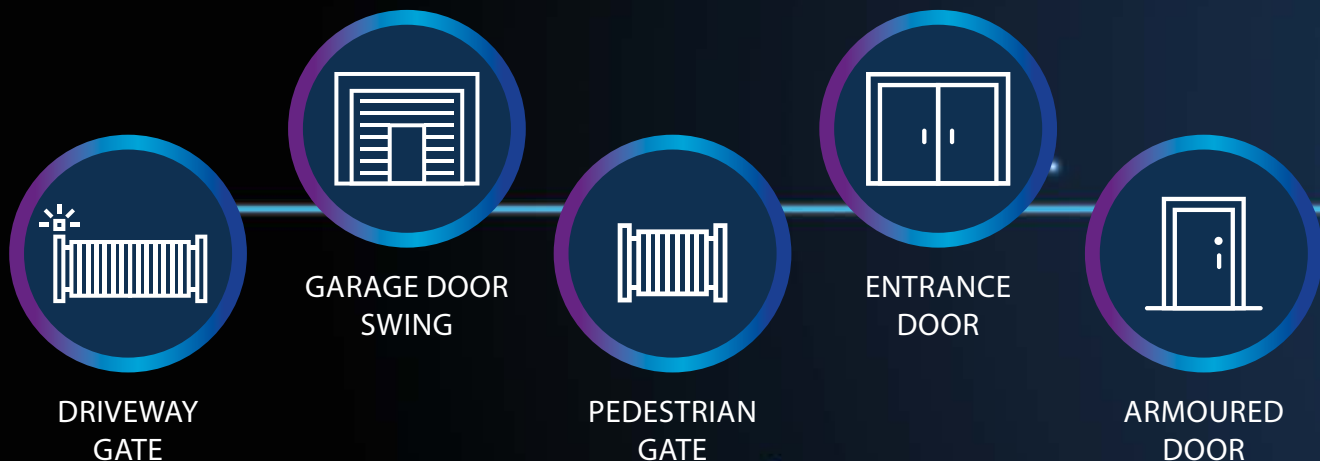 DRIVEWAY
GATE
GARAGE DOOR
SWING
PEDESTRIAN
GATE
ENTRANCE
DOOR
ARMOURED
DOOR